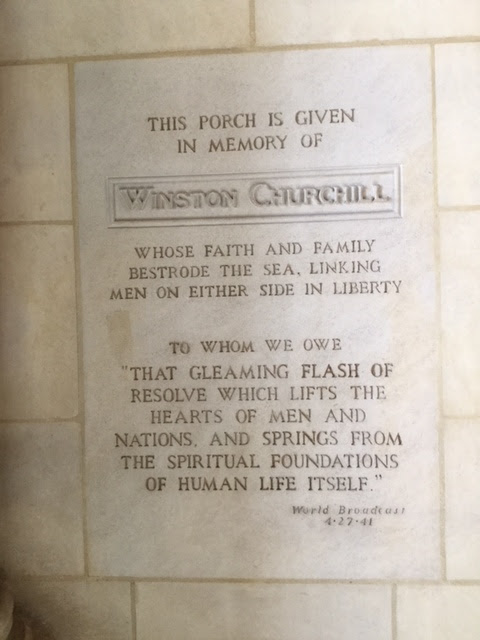 THIS PORCH IS GIVEN
IN MEMORY OF
WINSTON CHURCHILL
WHOSE FAITH AND FAMILY
BESTRODE THE SEA, LINKING
MEN ON EITHER SIDE IN LIBERTY
TO WHOM WE OWE
"THAT GLEAMING FLASH OF
RESOLVE WHICH LIFTS THE
HEARTS OF MEN AND
NATIONS, AND SPRINGS FROM
THE SPIRITUAL FOUNDATIONS
OF HUMAN LIFE ITSELF."
World Broadcast
4·27·41